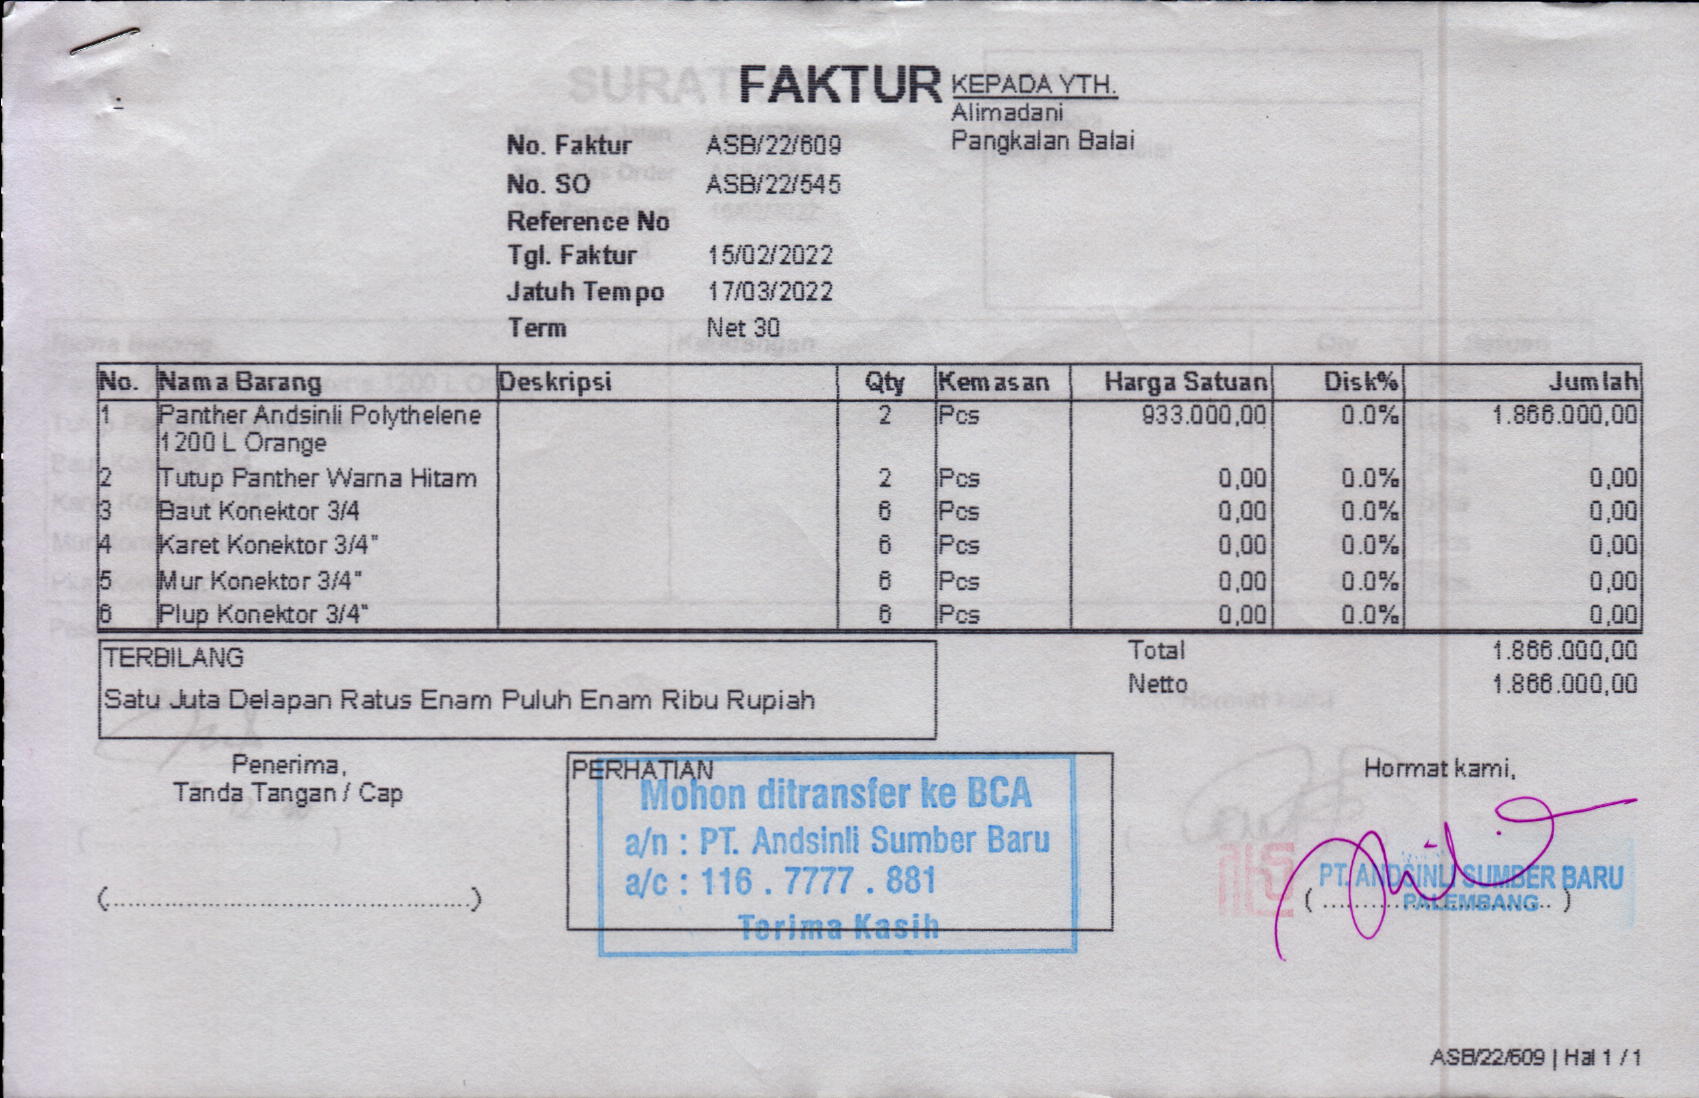 FAKTUR
KEPADA YTH.
Alimadani
Pangkalan Balai
No. Faktur ASB/22/609
No. SO ASB/22/545
Reference No
Tgl. Faktur 15/02/2022
Jatuh Tempo 17/03/2022
Term Net 30
No. Nama Barang Deskripsi Qty Kemasan Harga Satuan Disk% Jumlah
1 Panther Andsinli Polythelene 2 Pcs 933.000,00 0.0% 1.866.000,00
1200 L Orange
2 Tutup Panther Warna Hitam 2 Pcs 0,00 0.0% 0,00
3 Baut Konektor 3/4 6 Pcs 0,00 0.0% 0,00
4 Karet Konektor 3/4" 6 Pcs 0,00 0.0% 0,00
5 Mur Konektor 3/4" 6 Pcs 0,00 0.0% 0,00
6 Plup Konektor 3/4" 6 Pcs 0,00 0.0% 0,00
TERBILANG
Satu Juta Delapan Ratus Enam Puluh Enam Ribu Rupiah
Total 1.866.000,00
Netto 1.866.000,00
Penerima,
Tanda Tangan / Cap
(..............................................)
PERHATIAN
Mohon ditransfer ke BCA
a/n : PT. Andsinli Sumber Baru
a/c : 116 . 7777 . 881
Terima Kasih
Hormat kami,
PT. ANDSINLI SUMBER BARU
PALEMBANG
ASB/22/609 | Hal 1 / 1